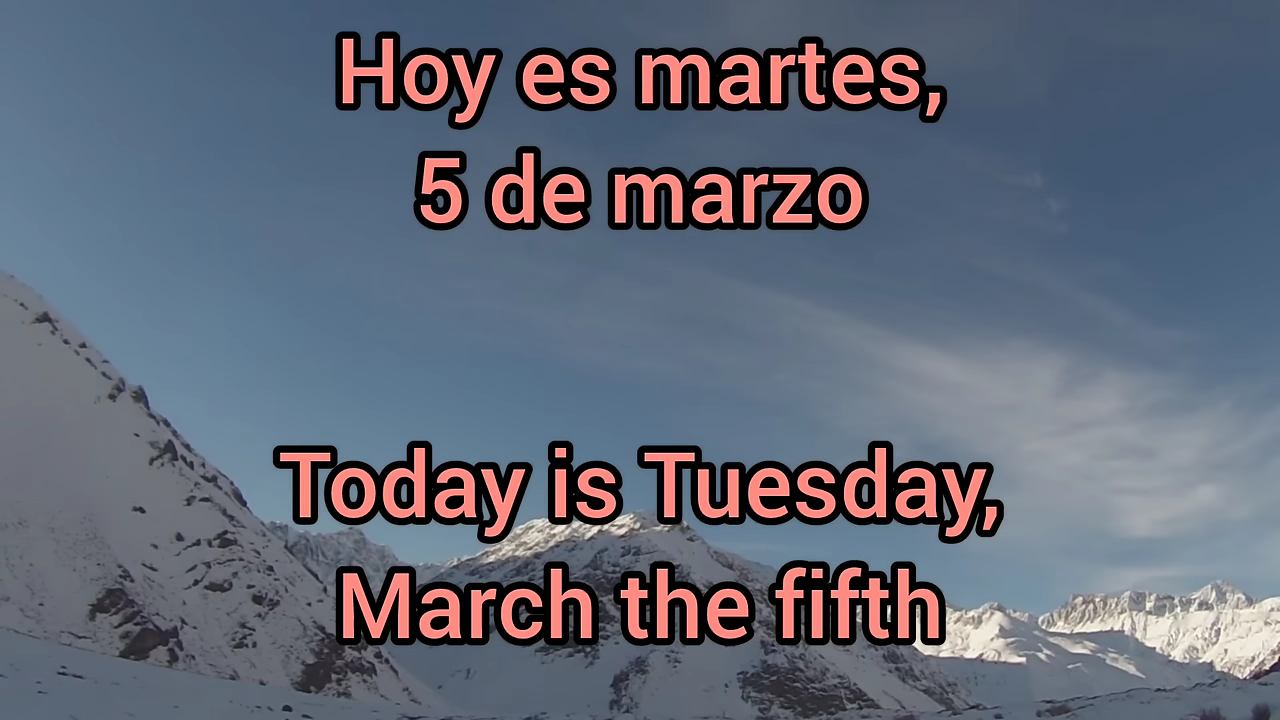 Hoy es martes,
5 de marzo
Today is Tuesday,
March the fifth